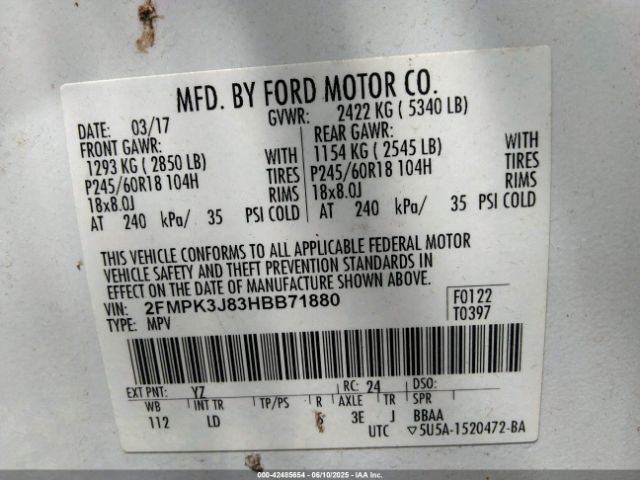 MFD. BY FORD MOTOR CO.
DATE: 03/17 GVWR: 2422 KG ( 5340 LB)
FRONT GAWR: REAR GAWR:
1293 KG ( 2850 LB) WITH 1154 KG ( 2545 LB) WITH
P245/60R18 104H TIRES P245/60R18 104H TIRES
18x8.0J RIMS 18x8.0J RIMS
AT 240 kPa/ 35 PSI COLD AT 240 kPa/ 35 PSI COLD
THIS VEHICLE CONFORMS TO ALL APPLICABLE FEDERAL MOTOR
VEHICLE SAFETY AND THEFT PREVENTION STANDARDS IN
EFFECT ON THE DATE OF MANUFACTURE SHOWN ABOVE.
VIN: 2FMPK3J83HBB71880 F0122
TYPE: MPV T0397
EXT PNT: YZ RC: 24 DSO:
WB INT TR TP/PS R AXLE TR SPR
112 LD 6 3E J BBAA
UTC ▽5U5A-1520472-BA
000-42485654 - 06/10/2025 - IAA Inc.